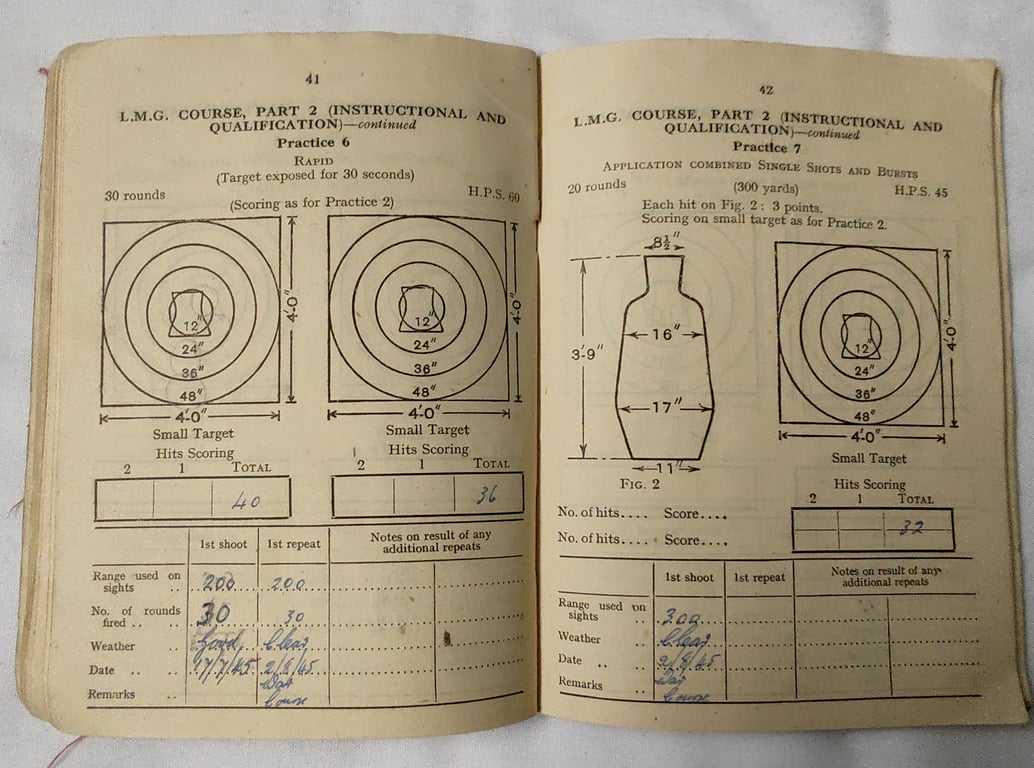 41
L.M.G. COURSE, PART 2 (INSTRUCTIONAL AND
QUALIFICATION)—continued
Practice 6
RAPID
(Target exposed for 30 seconds)
30 rounds H.P.S. 60
(Scoring as for Practice 2)
12"
24"
36"
48"
4'-0"
4'-0"
Small Target
12"
24"
36"
48"
4'-0"
4'-0"
Small Target
Hits Scoring
2 1 TOTAL
40
Hits Scoring
2 1 TOTAL
36
1st shoot 1st repeat Notes on result of any
additional repeats
Range used on
sights .. 200 200
No. of rounds
fired .. .. 30 30
Weather .. Good Clear
Date .. .. 17/7/45 2/8/45
Remarks ..
Course
42
L.M.G. COURSE, PART 2 (INSTRUCTIONAL AND
QUALIFICATION)—continued
Practice 7
APPLICATION COMBINED SINGLE SHOTS AND BURSTS
20 rounds (300 yards) H.P.S. 45
Each hit on Fig. 2 : 3 points.
Scoring on small target as for Practice 2.
8½"
16"
3'-9"
17"
11"
FIG. 2
12"
24"
36"
48"
4'-0"
4'-0"
Small Target
Hits Scoring
2 1 TOTAL
32
No. of hits.... Score....
No. of hits.... Score....
1st shoot 1st repeat Notes on result of any
additional repeats
Range used on
sights .. 300
Weather .. Clear
Date .. .. 2/8/45
Remarks ..
Course